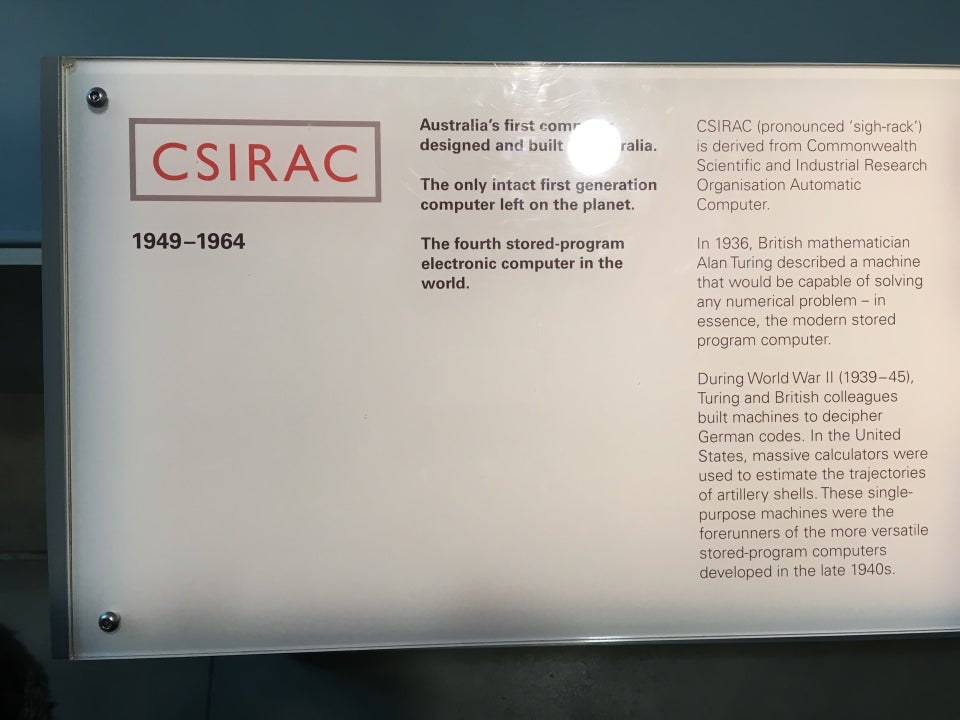 CSIRAC
1949–1964
Australia's first
designed and built
The only intact first generation
computer left on the planet.
The fourth stored-program
electronic computer in the
world.
CSIRAC (pronounced ‘sigh-rack’)
is derived from Commonwealth
Scientific and Industrial Research
Organisation Automatic
Computer.
In 1936, British mathematician
Alan Turing described a machine
that would be capable of solving
any numerical problem – in
essence, the modern stored
program computer.
During World War II (1939–45),
Turing and British colleagues
built machines to decipher
German codes. In the United
States, massive calculators were
used to estimate the trajectories
of artillery shells. These single-
purpose machines were the
forerunners of the more versatile
stored-program computers
developed in the late 1940s.